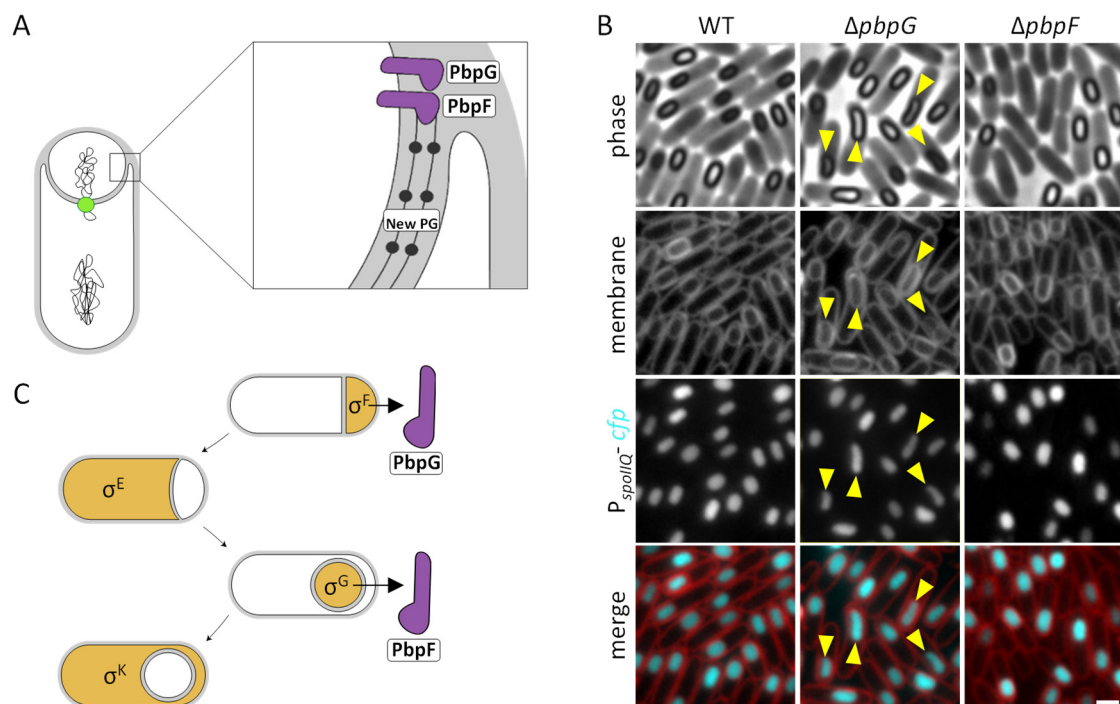 A
PbpG
PbpF
New PG
B
WT
ΔpbpG
ΔpbpF
phase
membrane
PspoIIQ- cfp
merge
C
σF
PbpG
σE
σG
PbpF
σK